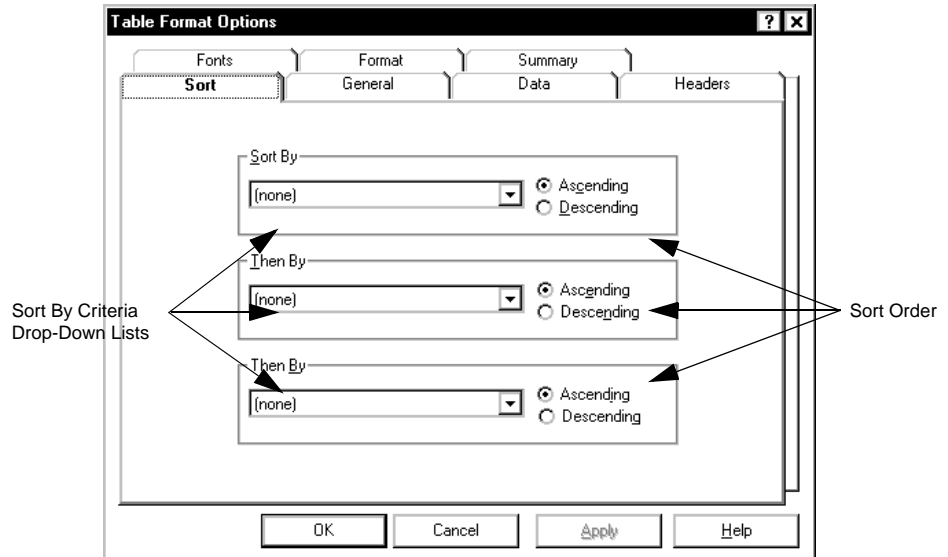 Table Format Options
Fonts Format Summary
Sort General Data Headers
Sort By
(none)
Ascending
Descending
Then By
(none)
Ascending
Descending
Then By
(none)
Ascending
Descending
Sort By Criteria
Drop-Down Lists
Sort Order
OK Cancel Apply Help